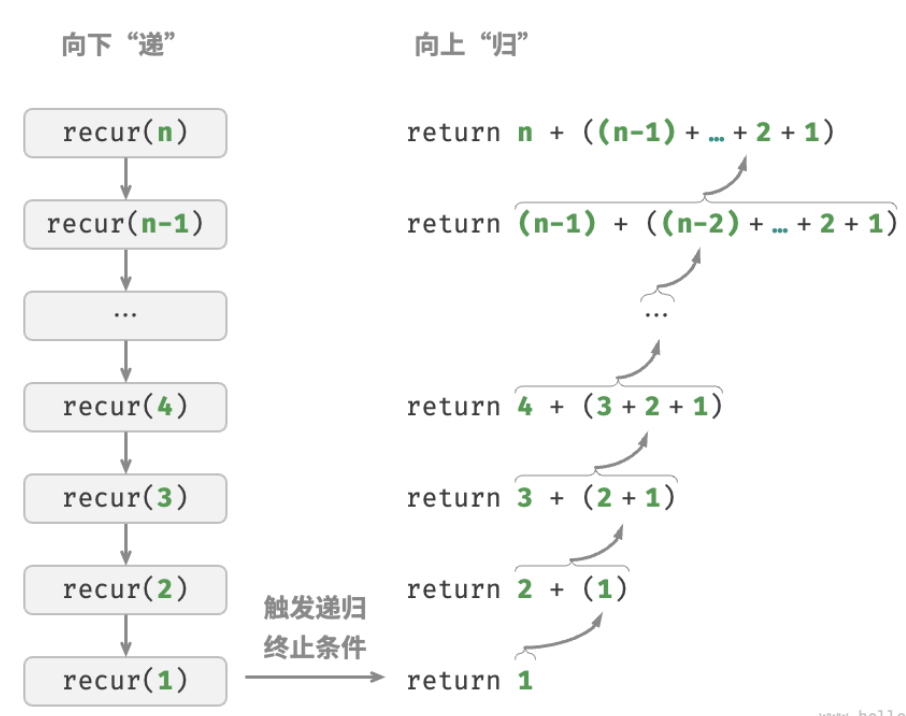 向下“递”
向上“归”
recur(n)
return n + ((n-1) + … + 2 + 1)
recur(n-1)
return (n-1) + ((n-2) + … + 2 + 1)
…
…
recur(4)
return 4 + (3 + 2 + 1)
recur(3)
return 3 + (2 + 1)
recur(2)
return 2 + (1)
触发递归
终止条件
recur(1)
return 1